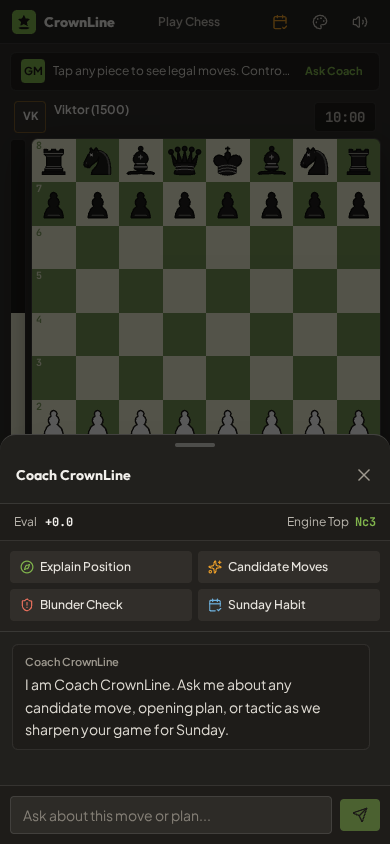 CrownLine
Play Chess
GM Tap any piece to see legal moves. Contro... Ask Coach
VK Viktor (1500) 10:00
8
7
6
5
4
3
2
Coach CrownLine
Eval +0.0 Engine Top Nc3
Explain Position Candidate Moves
Blunder Check Sunday Habit
Coach CrownLine
I am Coach CrownLine. Ask me about any
candidate move, opening plan, or tactic as we
sharpen your game for Sunday.
Ask about this move or plan...